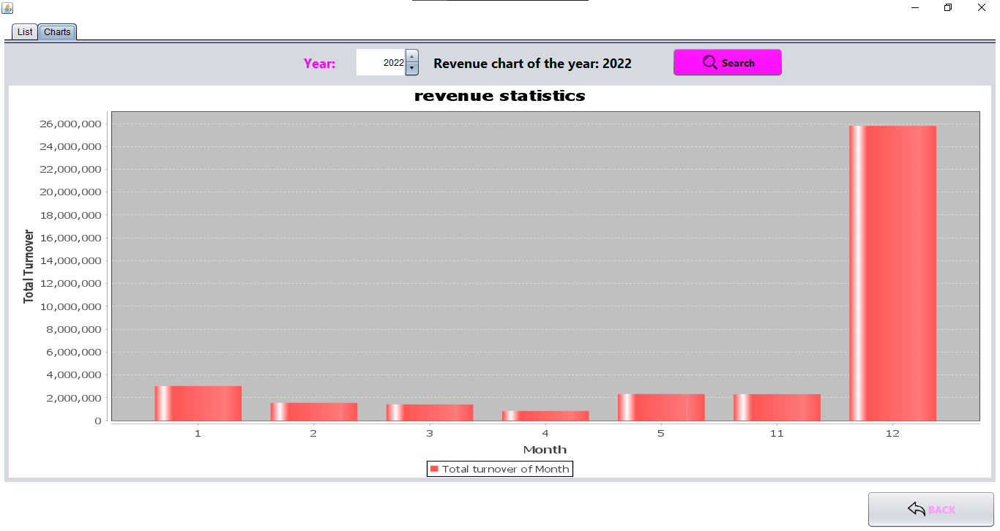 List Charts
Year: 2022 Revenue chart of the year: 2022 Search
revenue statistics
Total Turnover
26,000,000
24,000,000
22,000,000
20,000,000
18,000,000
16,000,000
14,000,000
12,000,000
10,000,000
8,000,000
6,000,000
4,000,000
2,000,000
0
1 2 3 4 5 11 12
Month
Total turnover of Month
BACK